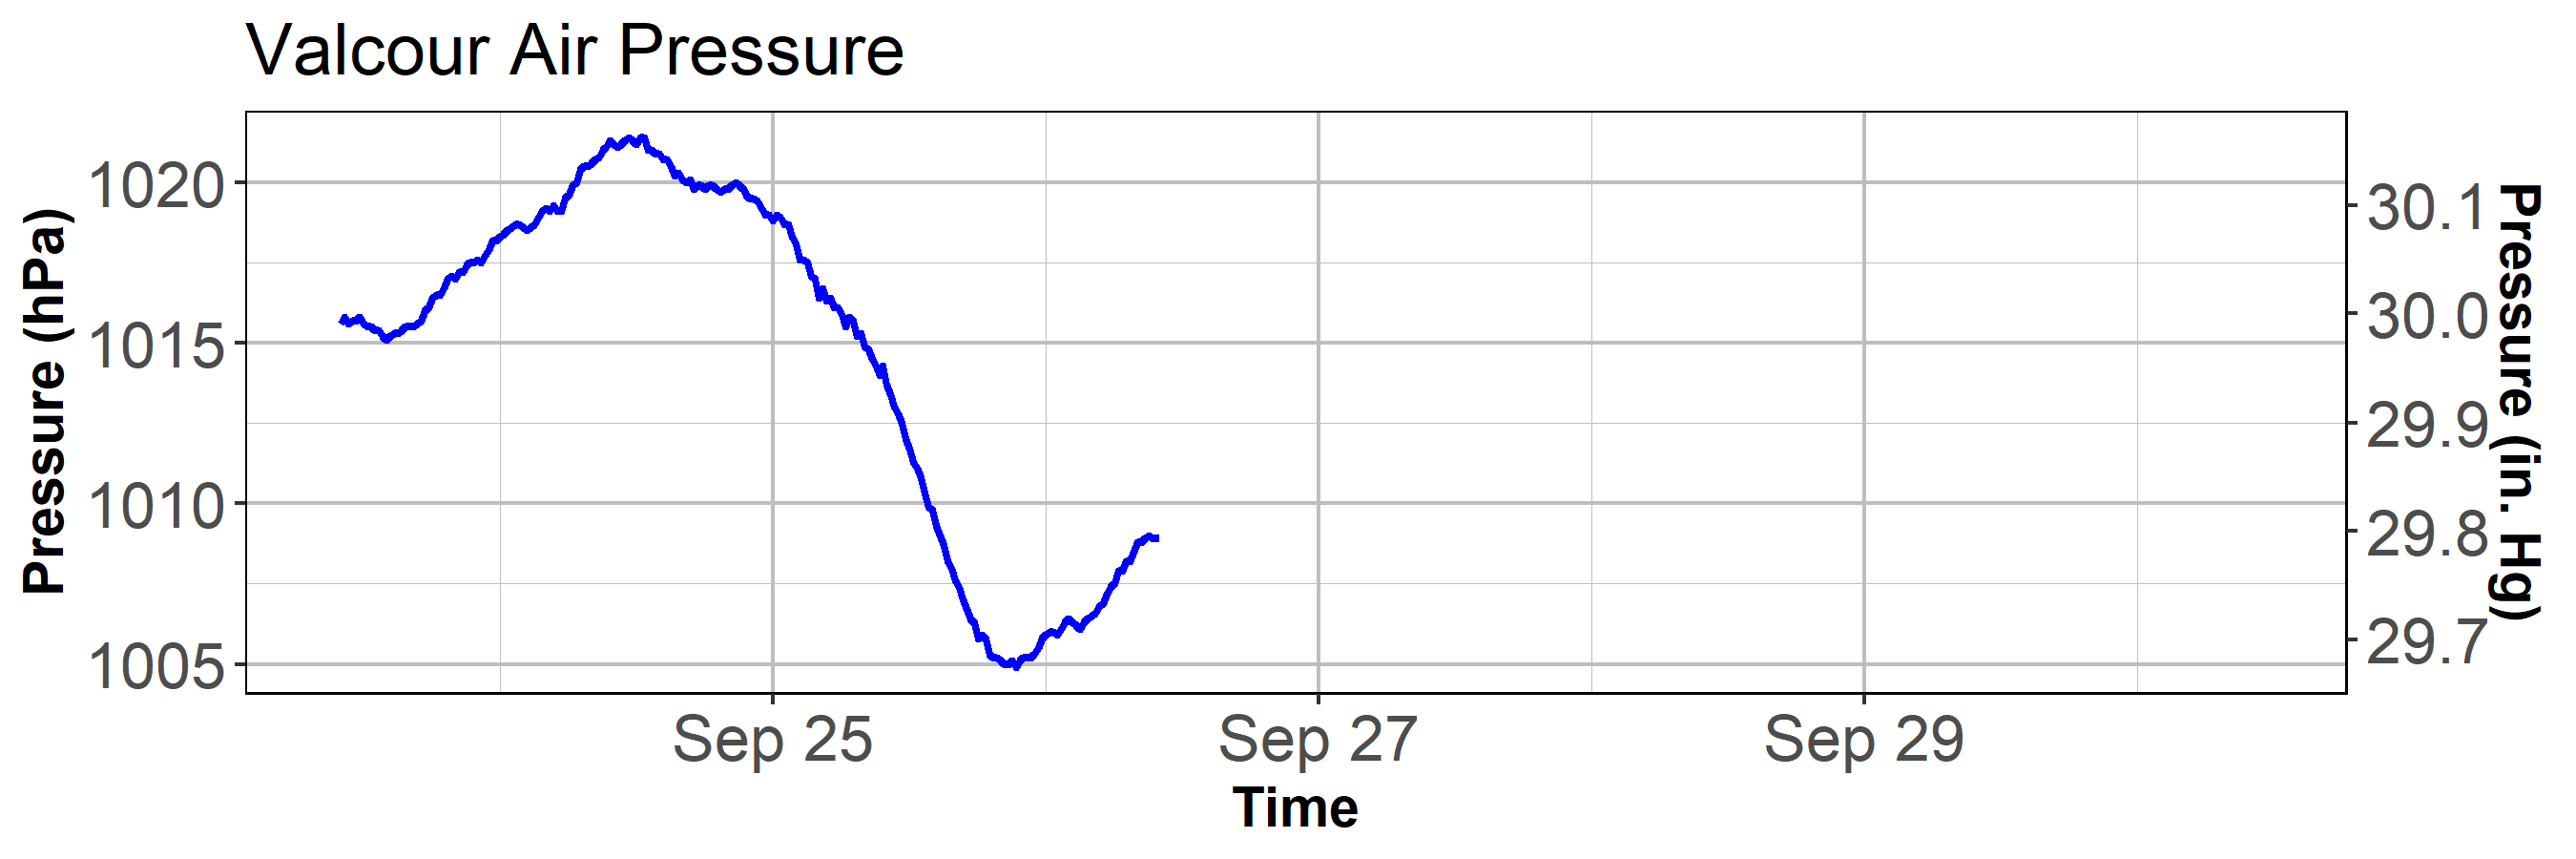 Valcour Air Pressure
Pressure (hPa)
1020
1015
1010
1005
30.1
30.0
29.9
29.8
29.7
Pressure (in. Hg)
Sep 25
Sep 27
Sep 29
Time